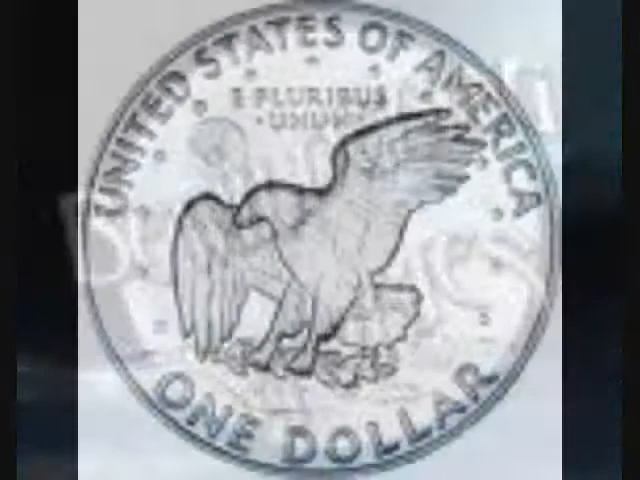 UNITED STATES OF AMERICA
E PLURIBUS
UNUM
ONE DOLLAR